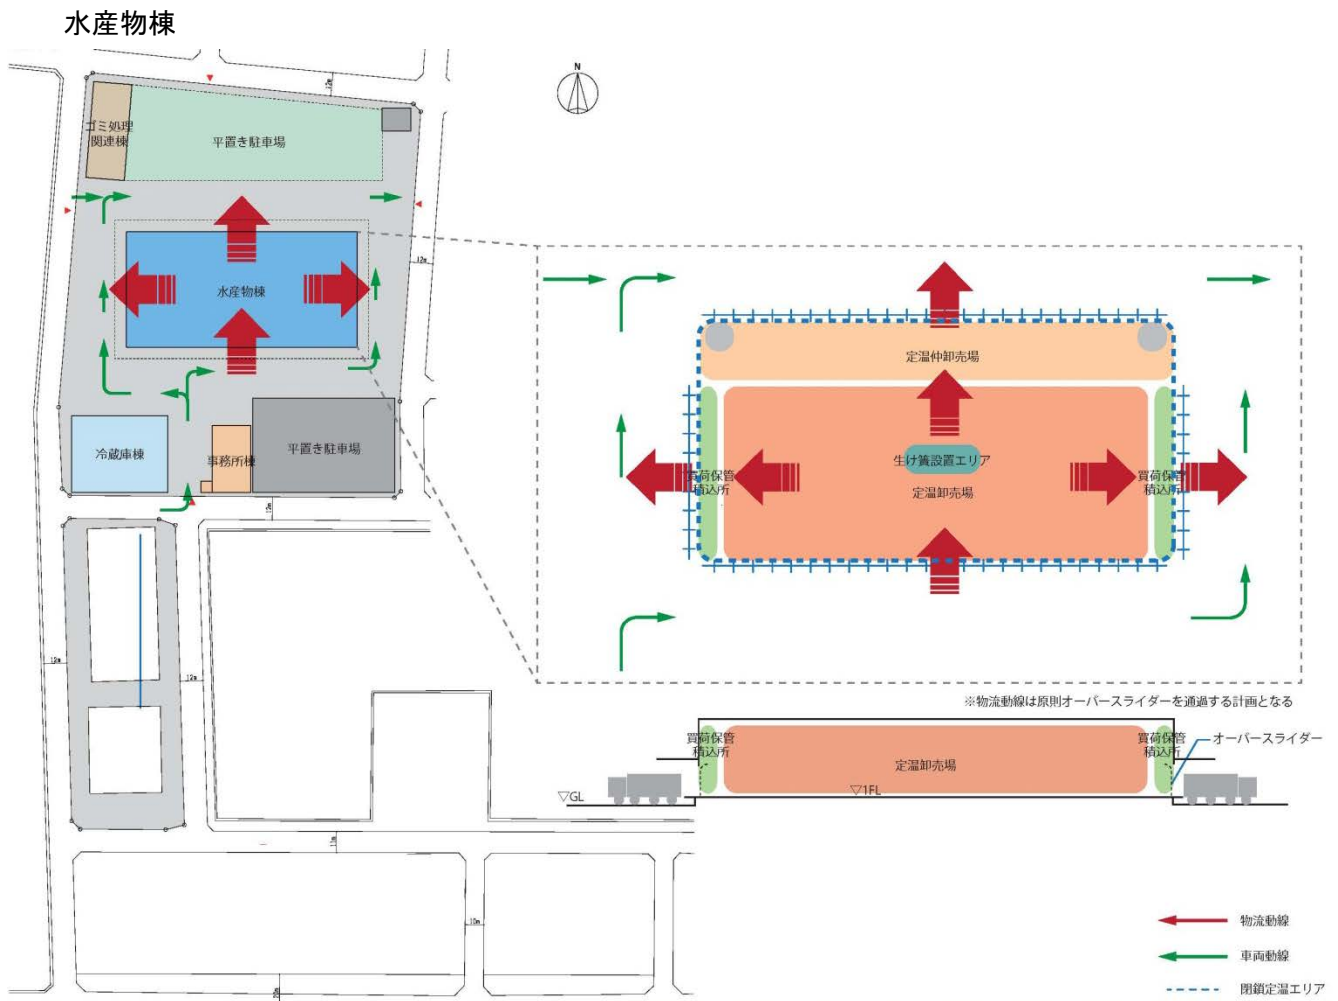 水産物棟
N
12m
ゴミ処理
関連棟
平置き駐車場
12m
水産物棟
冷蔵庫棟
事務所棟
平置き駐車場
12m
12m
12m
10m
定温仲卸売場
生け簀設置エリア
定温卸売場
買荷保管
積込所
買荷保管
積込所
※物流動線は原則オーバースライダーを通過する計画となる
買荷保管
積込所
定温卸売場
買荷保管
積込所
オーバースライダー
▽GL
▽1FL
物流動線
車両動線
閉鎖定温エリア